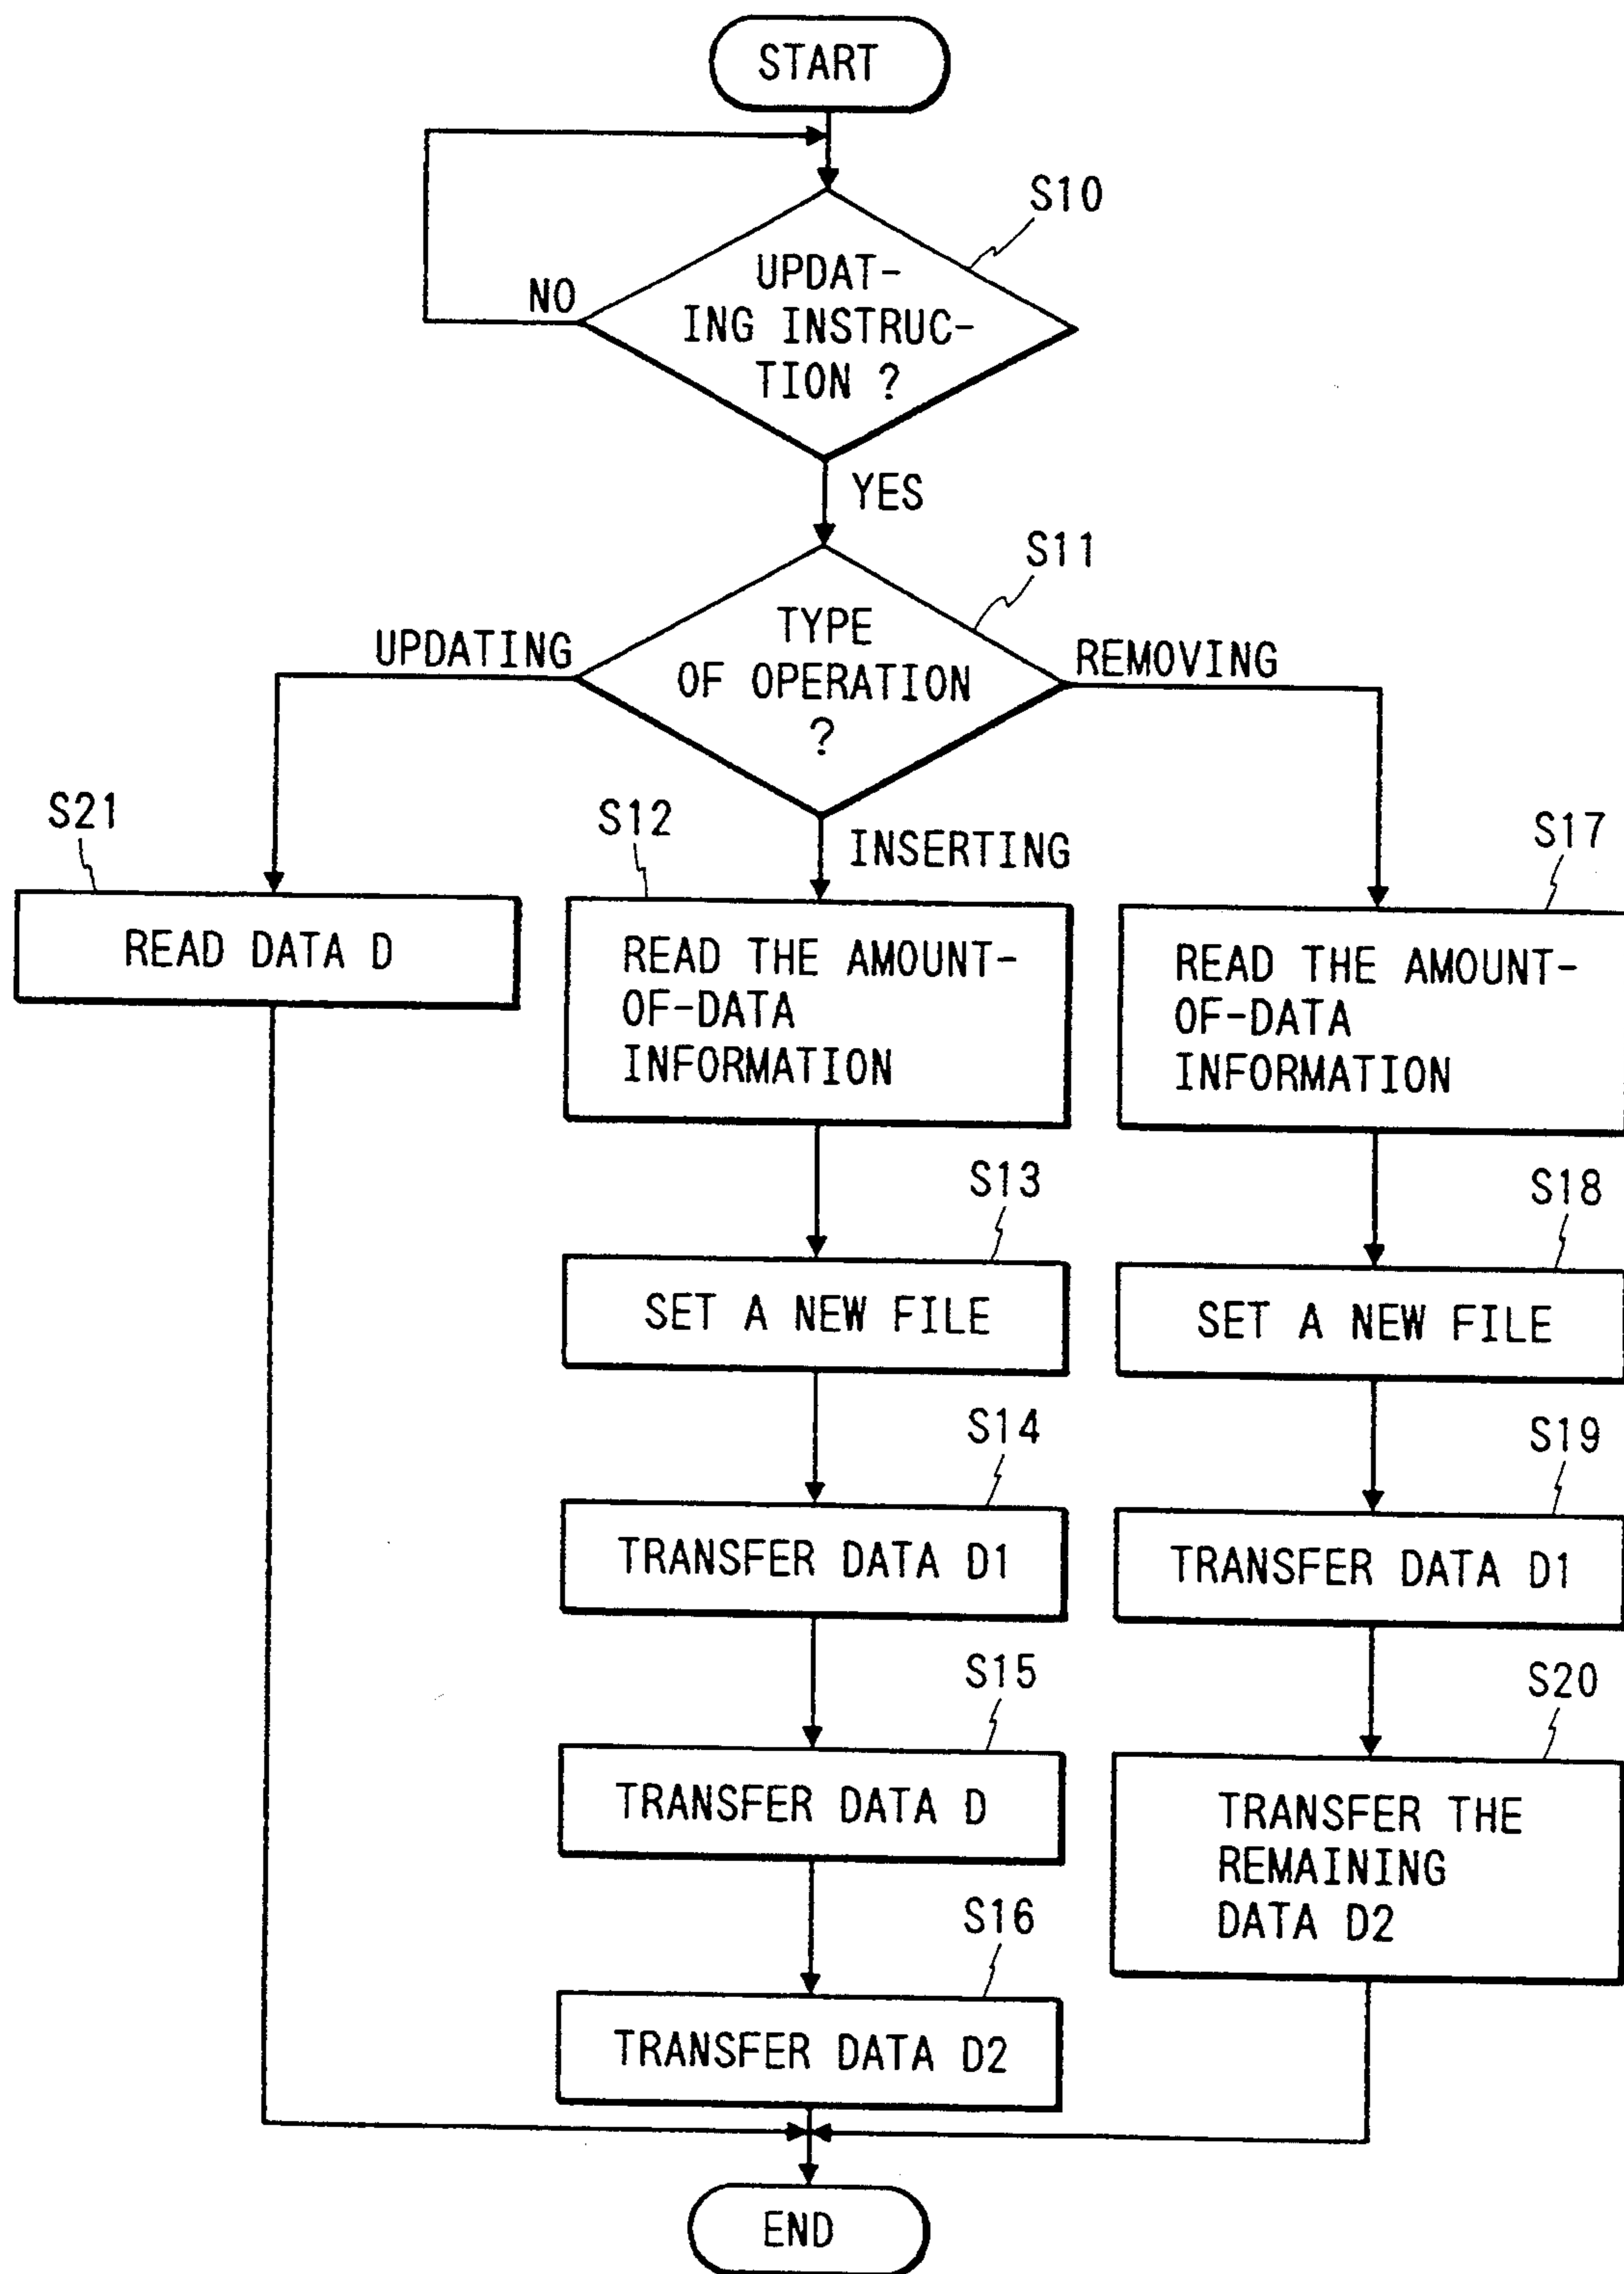 START
S10
UPDAT-
ING INSTRUC-
TION ?
NO
YES
S11
TYPE
OF OPERATION
?
UPDATING
REMOVING
INSERTING
S21
READ DATA D
S12
READ THE AMOUNT-
OF-DATA
INFORMATION
S17
READ THE AMOUNT-
OF-DATA
INFORMATION
S13
SET A NEW FILE
S18
SET A NEW FILE
S14
TRANSFER DATA D1
S19
TRANSFER DATA D1
S15
TRANSFER DATA D
S20
TRANSFER THE
REMAINING
DATA D2
S16
TRANSFER DATA D2
END